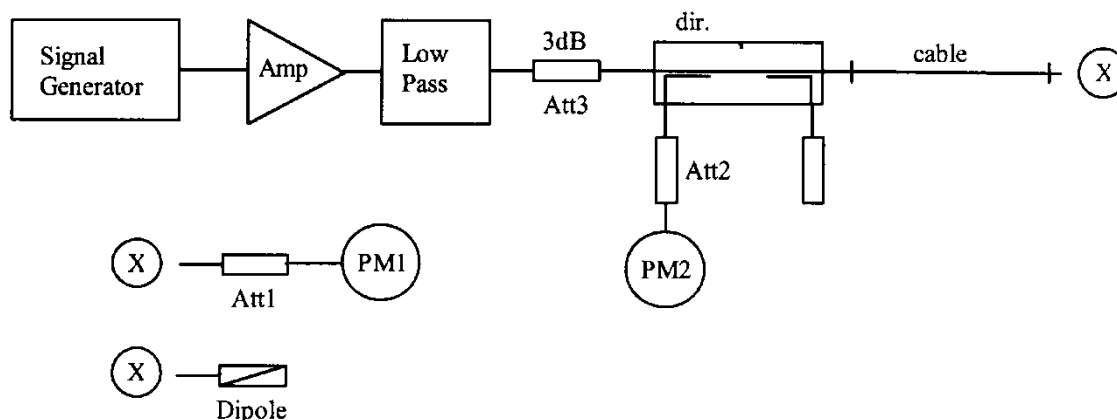 dir.
3dB
Signal
Generator
Amp
Low
Pass
cable
X
Att3
Att2
X
PM1
PM2
Att1
X
Dipole